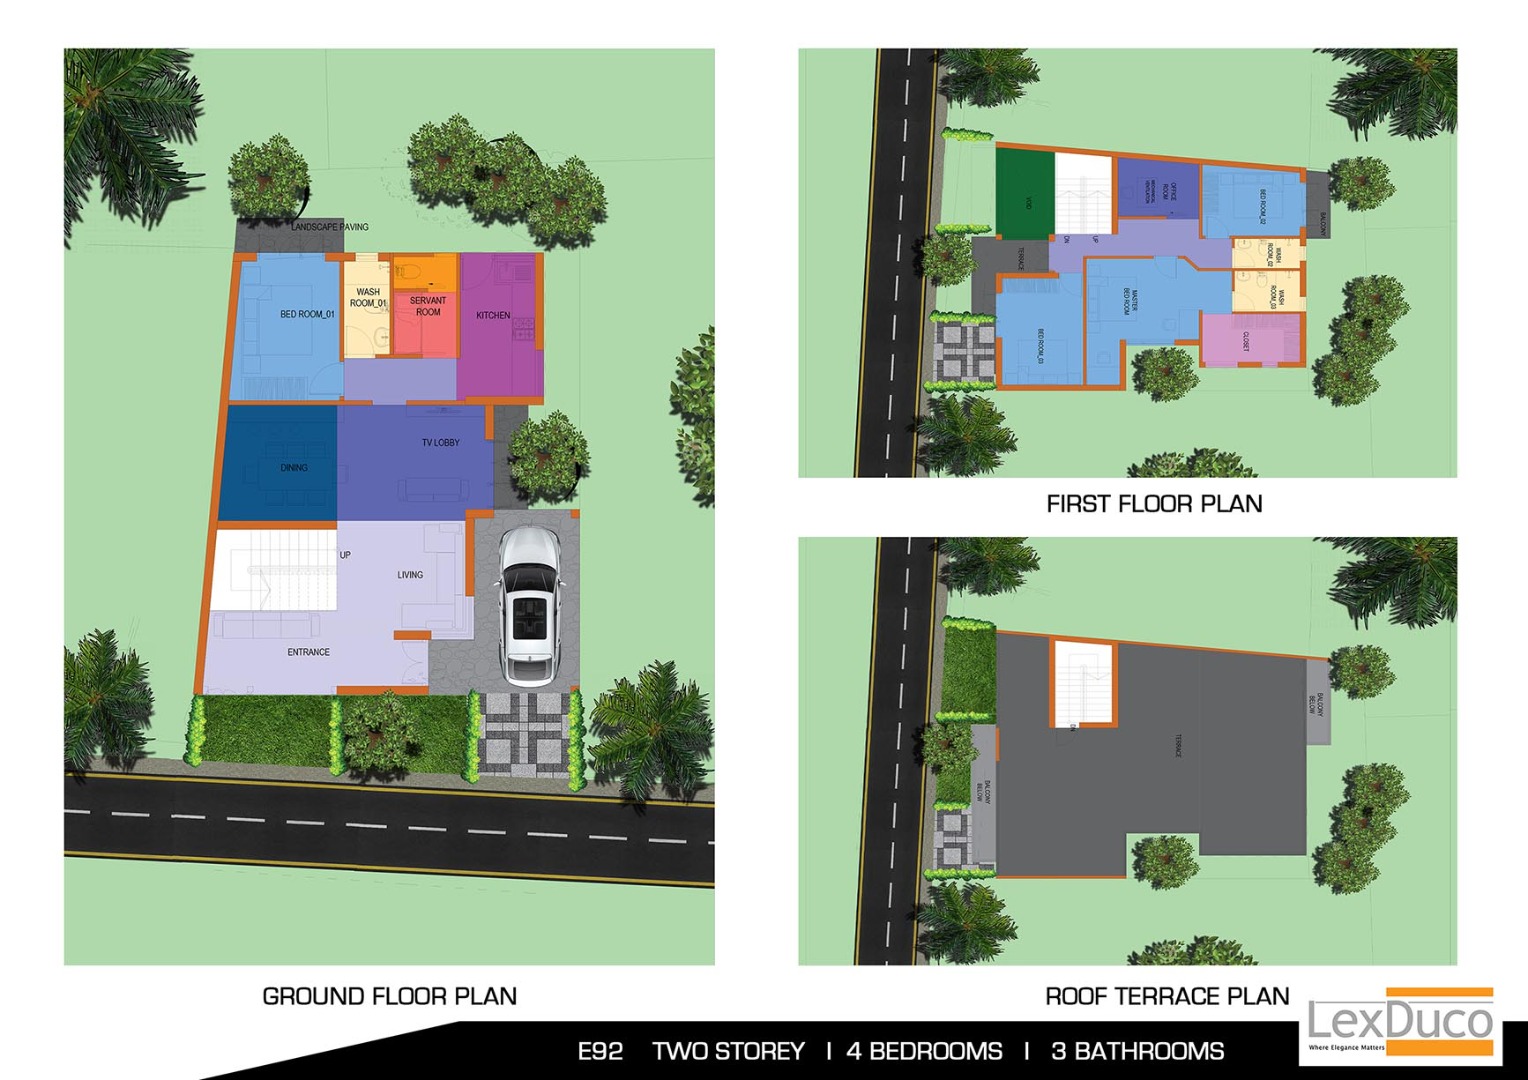 LANDSCAPE PAVING
BED ROOM_01
WASH
ROOM_01
SERVANT
ROOM
KITCHEN
DINING
TV LOBBY
UP
LIVING
ENTRANCE
GROUND FLOOR PLAN
VOID
TERRACE
DN
UP
OFFICE
ROOM
MECHANICAL
VENTILATION
BED ROOM_02
BALCONY
WASH
ROOM_02
WASH
ROOM_03
MASTER
BED ROOM
BED ROOM_03
CLOSET
FIRST FLOOR PLAN
DN
TERRACE
BALCONY
BELOW
BALCONY
BELOW
ROOF TERRACE PLAN
E92 TWO STOREY | 4 BEDROOMS | 3 BATHROOMS
LexDuco
Where Elegance Matters